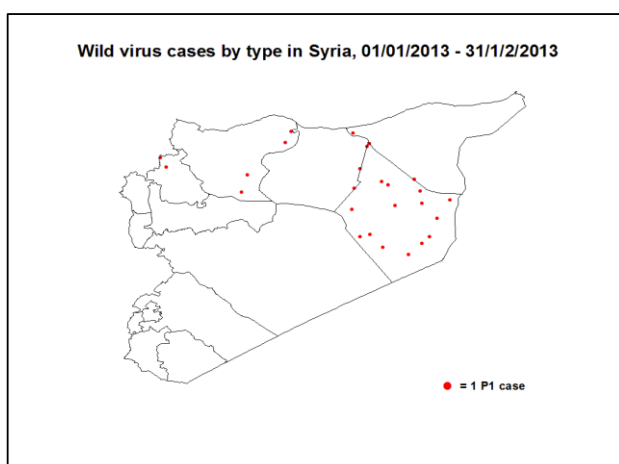 Wild virus cases by type in Syria, 01/01/2013 - 31/1/2/2013
= 1 P1 case